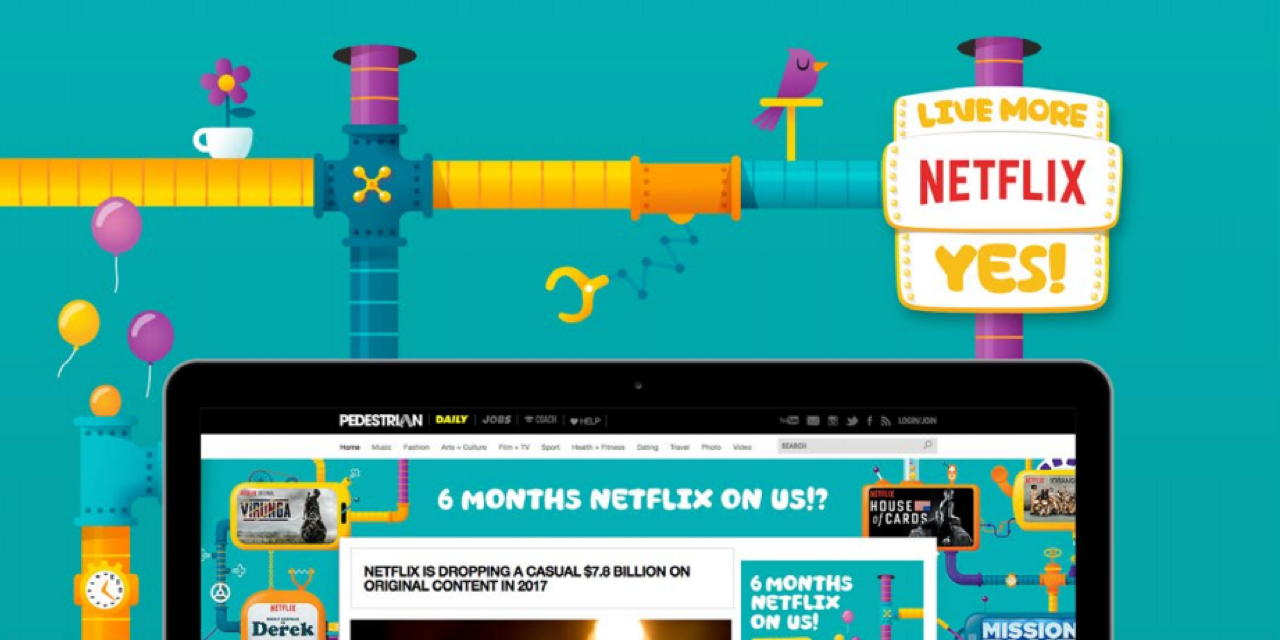 LIVE MORE
NETFLIX
YES!
PEDESTRIAN DAILY JOBS COACH HELP
LOGIN/JOIN
Home Music Fashion Arts + Culture Film + TV Sport Health + Fitness Dating Travel Photo Video
SEARCH
6 MONTHS NETFLIX ON US!?
VIRUNGA
NETFLIX
HOUSE
of CARDS
NETFLIX
NETFLIX IS DROPPING A CASUAL $7.8 BILLION ON
ORIGINAL CONTENT IN 2017
6 MONTHS
NETFLIX
ON US!
NETFLIX
Derek
MISSION